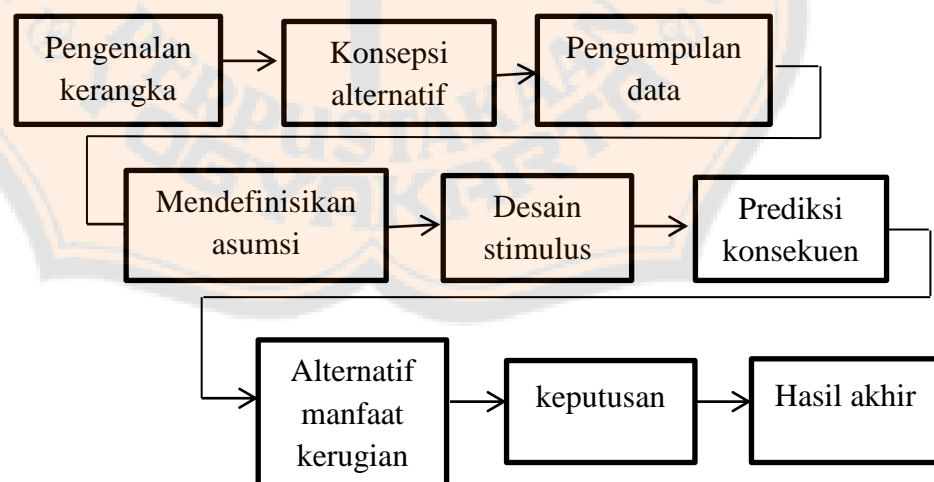 Pengenalan
kerangka
Konsepsi
alternatif
Pengumpulan
data
Mendefinisikan
asumsi
Desain
stimulus
Prediksi
konsekuen
Alternatif
manfaat
kerugian
keputusan
Hasil akhir